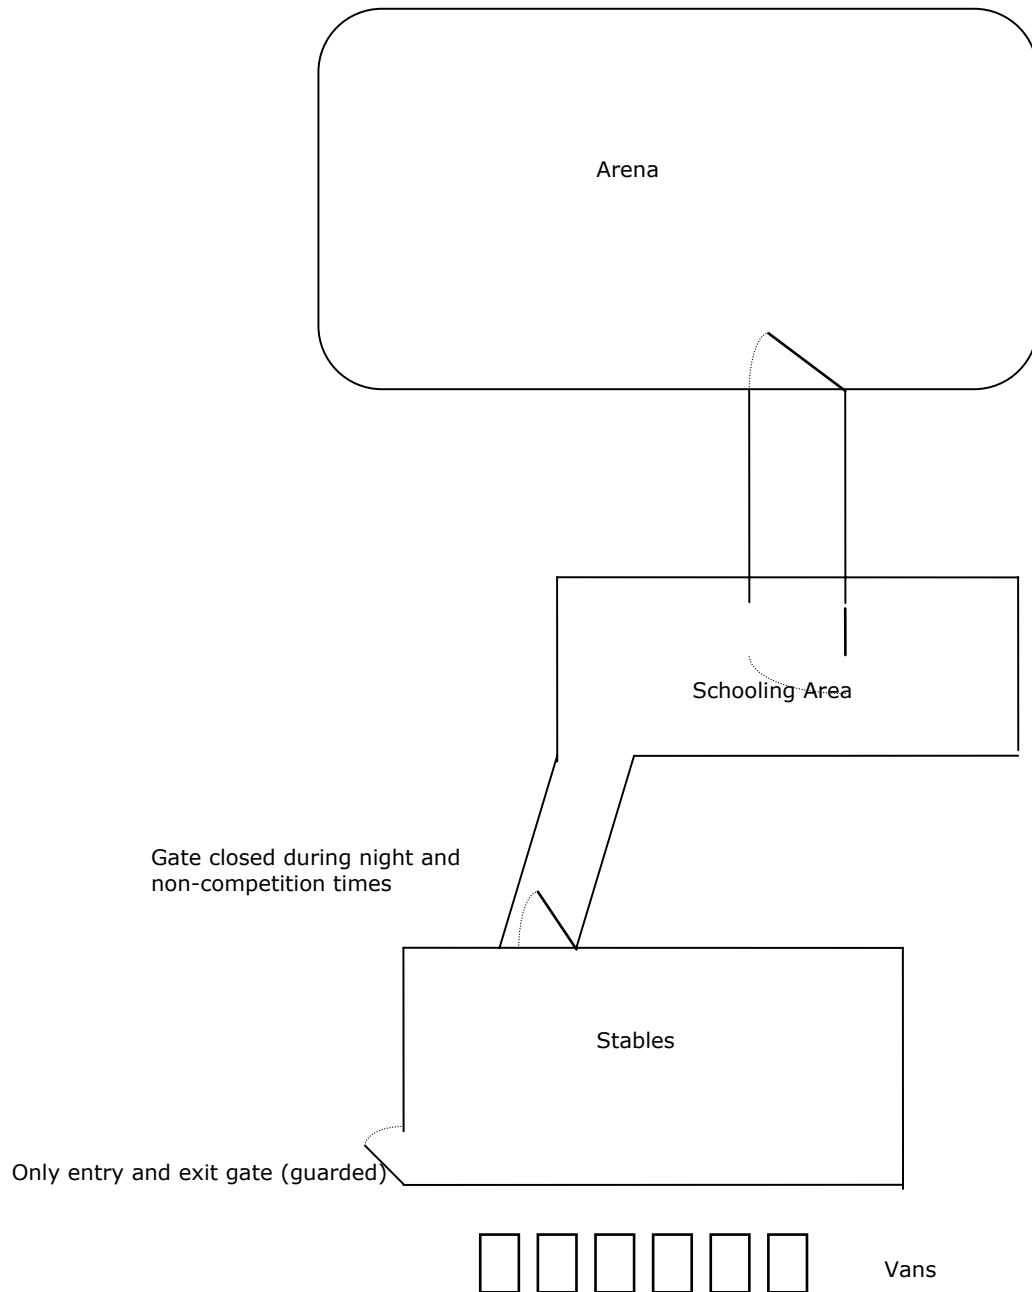 Arena
Schooling Area
Gate closed during night and
non-competition times
Stables
Only entry and exit gate (guarded)
Vans